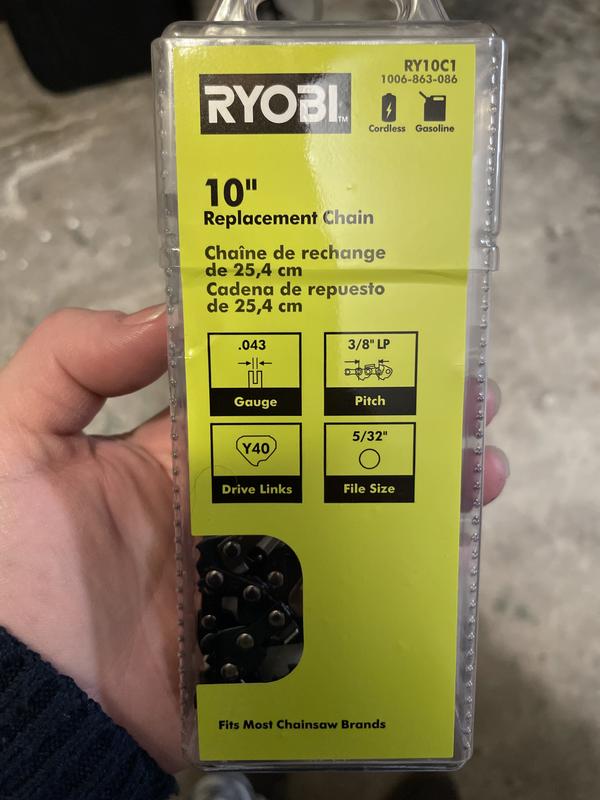 RYOBI™
RY10C1
1006-863-086
Cordless Gasoline
10"
Replacement Chain
Chaîne de rechange
de 25,4 cm
Cadena de repuesto
de 25,4 cm
.043
Gauge
3/8" LP
Pitch
Y40
Drive Links
5/32"
File Size
Fits Most Chainsaw Brands